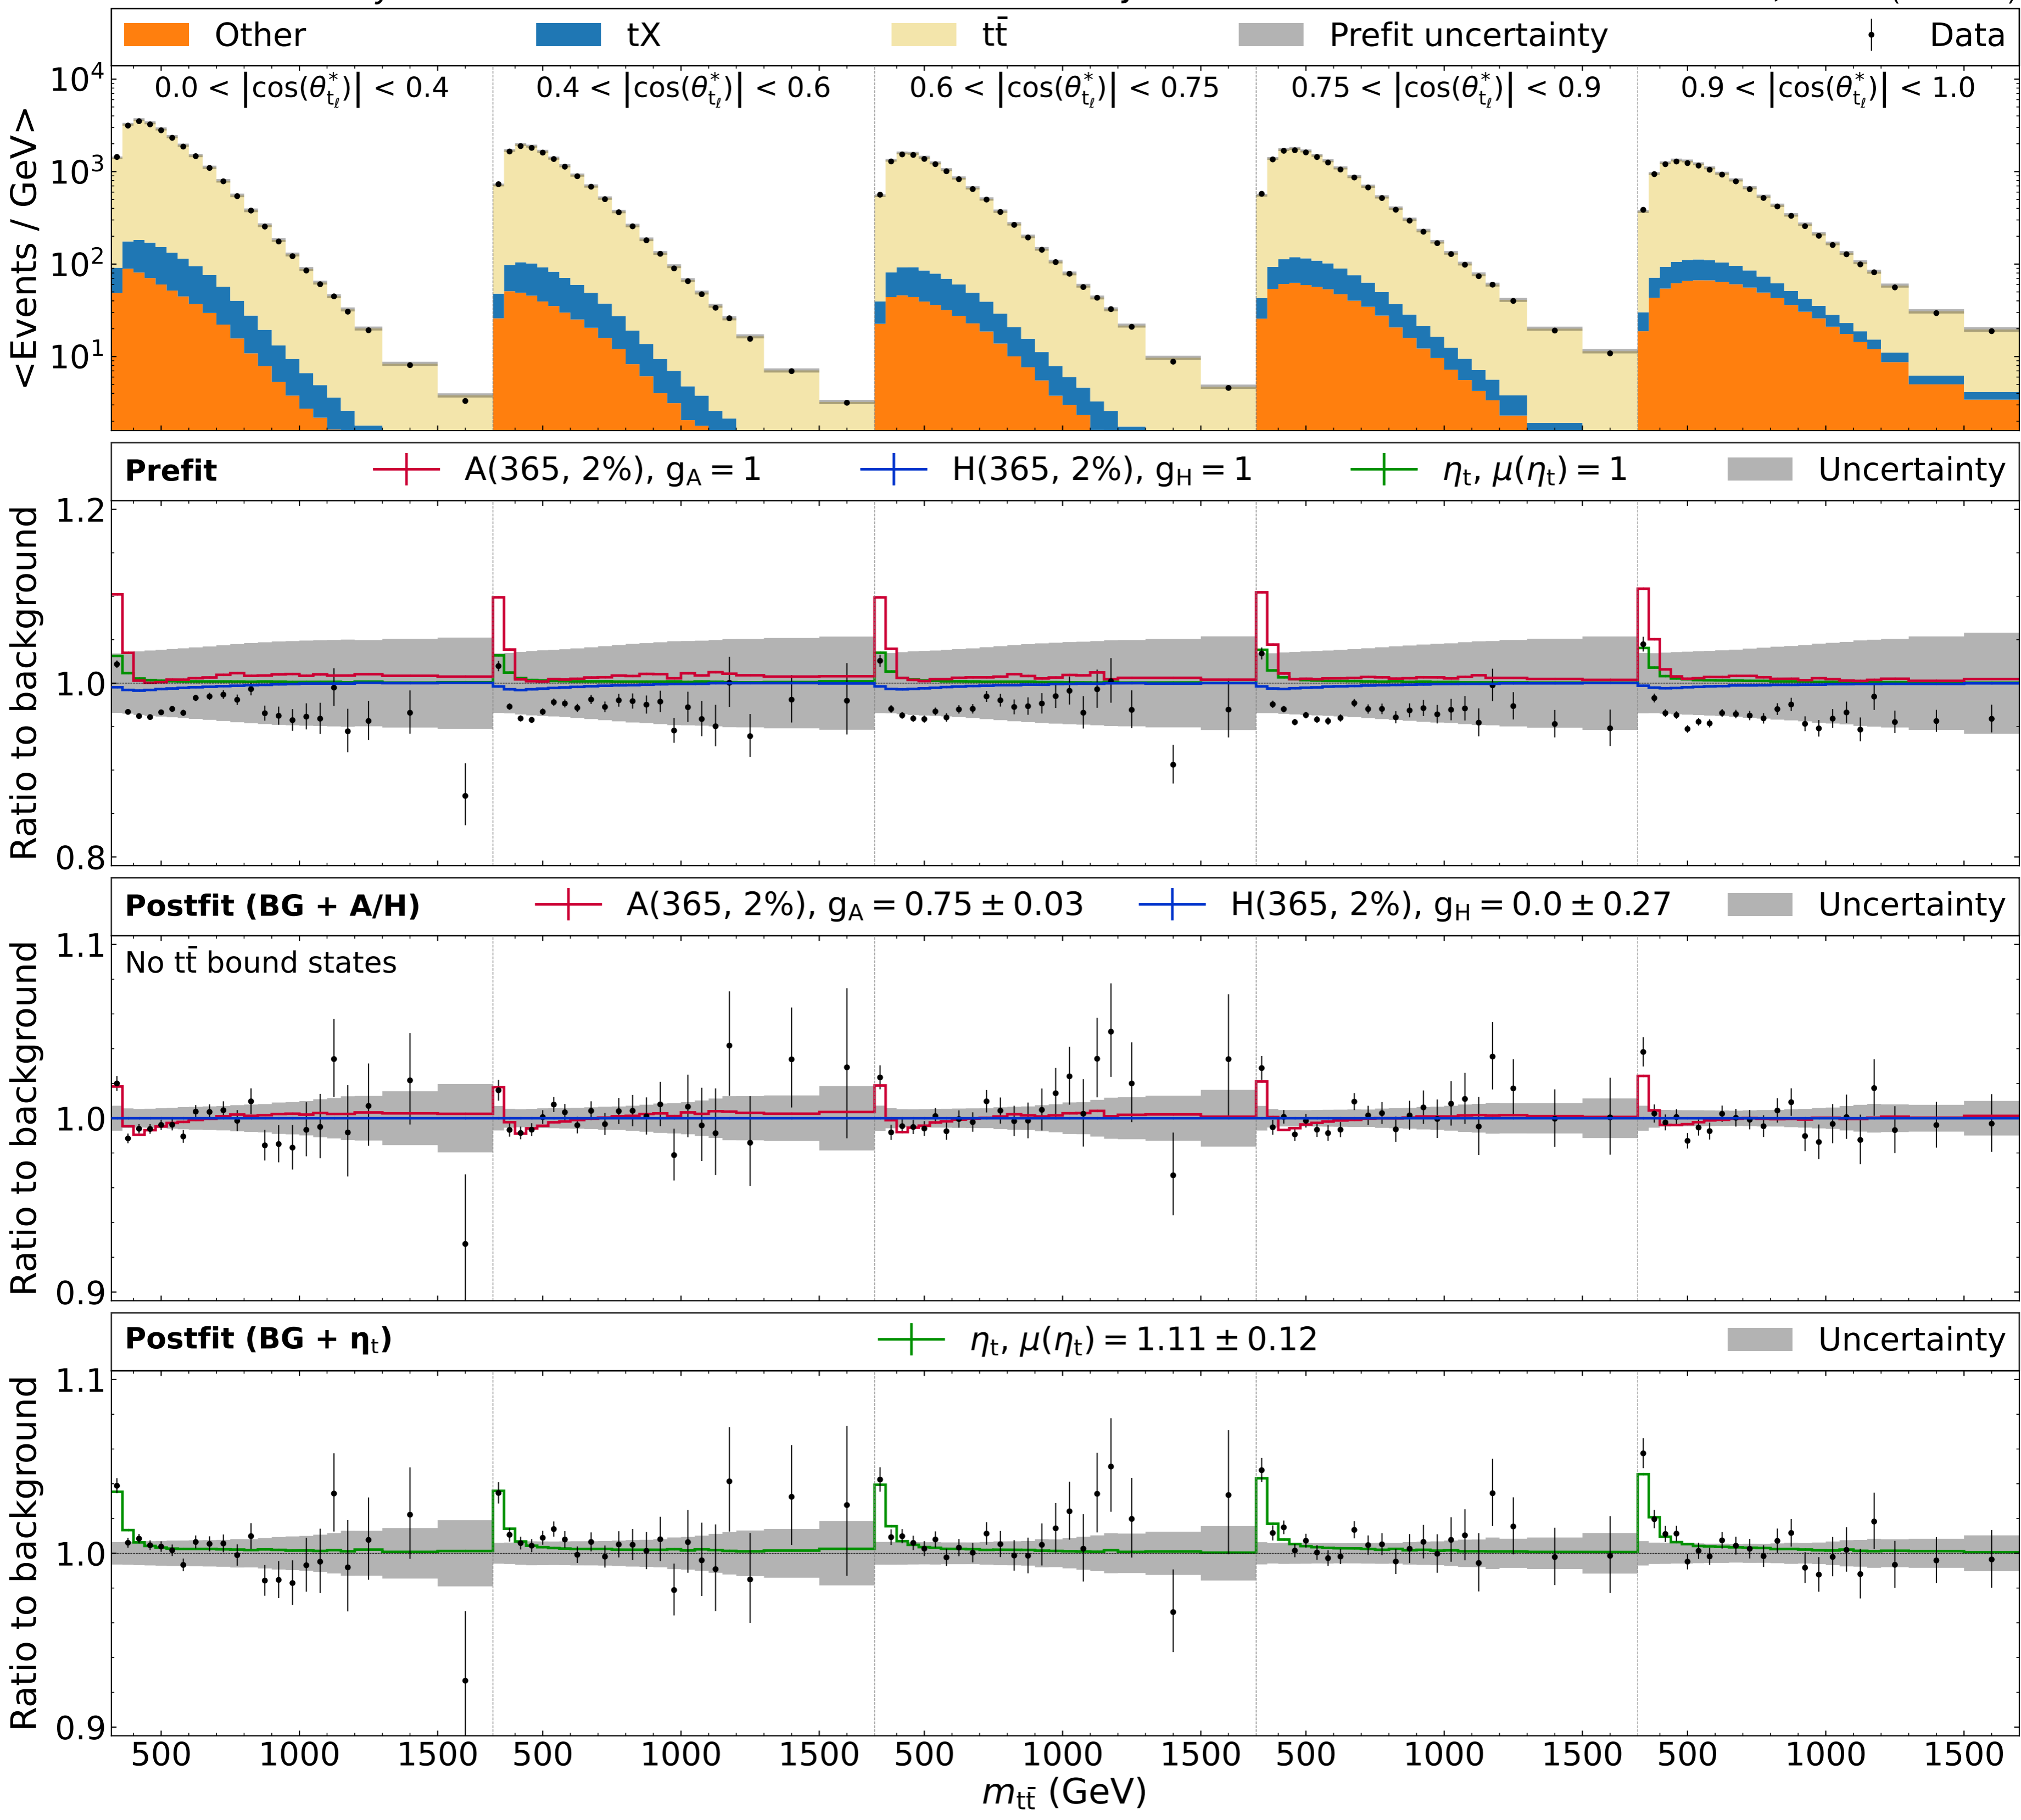 Other tX tt̄ Prefit uncertainty Data
0.0 < |cos(θ*tℓ)| < 0.4 0.4 < |cos(θ*tℓ)| < 0.6 0.6 < |cos(θ*tℓ)| < 0.75 0.75 < |cos(θ*tℓ)| < 0.9 0.9 < |cos(θ*tℓ)| < 1.0
<Events / GeV>
10⁴
10³
10²
10¹
Prefit A(365, 2%), gA = 1 H(365, 2%), gH = 1 ηt, μ(ηt) = 1 Uncertainty
Ratio to background
1.2
1.0
0.8
Postfit (BG + A/H) A(365, 2%), gA = 0.75 ± 0.03 H(365, 2%), gH = 0.0 ± 0.27 Uncertainty
No tt̄ bound states
Ratio to background
1.1
1.0
0.9
Postfit (BG + ηt) ηt, μ(ηt) = 1.11 ± 0.12 Uncertainty
Ratio to background
1.1
1.0
0.9
500 1000 1500 500 1000 1500 500 1000 1500 500 1000 1500 500 1000 1500
mtt̄ (GeV)